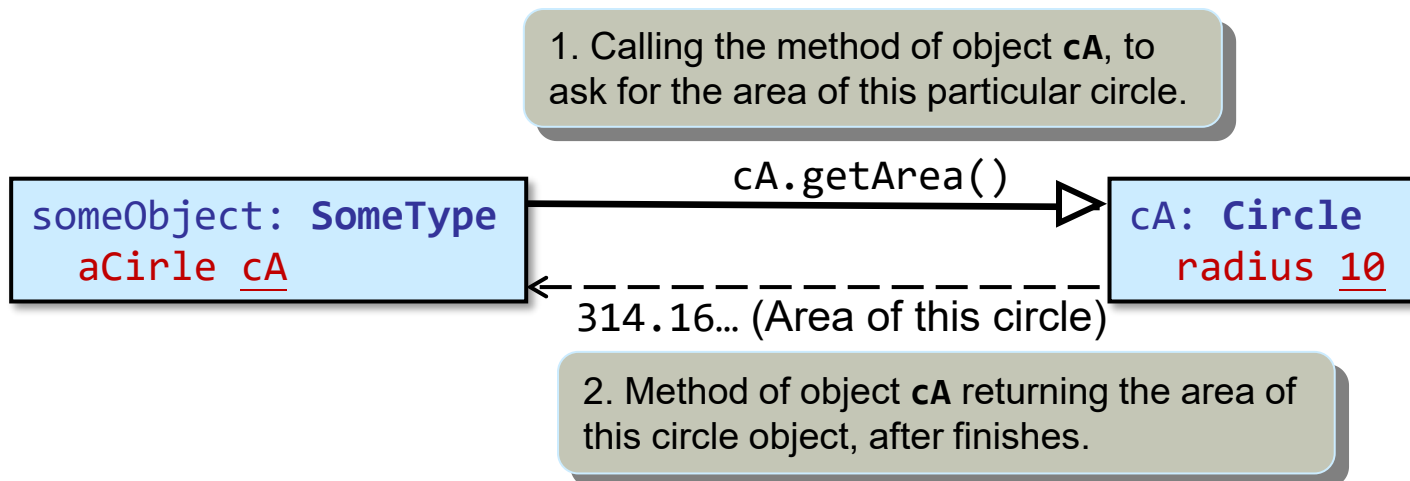 1. Calling the method of object cA, to
ask for the area of this particular circle.
cA.getArea()
someObject: SomeType
aCirle cA
cA: Circle
radius 10
314.16… (Area of this circle)
2. Method of object cA returning the area of
this circle object, after finishes.